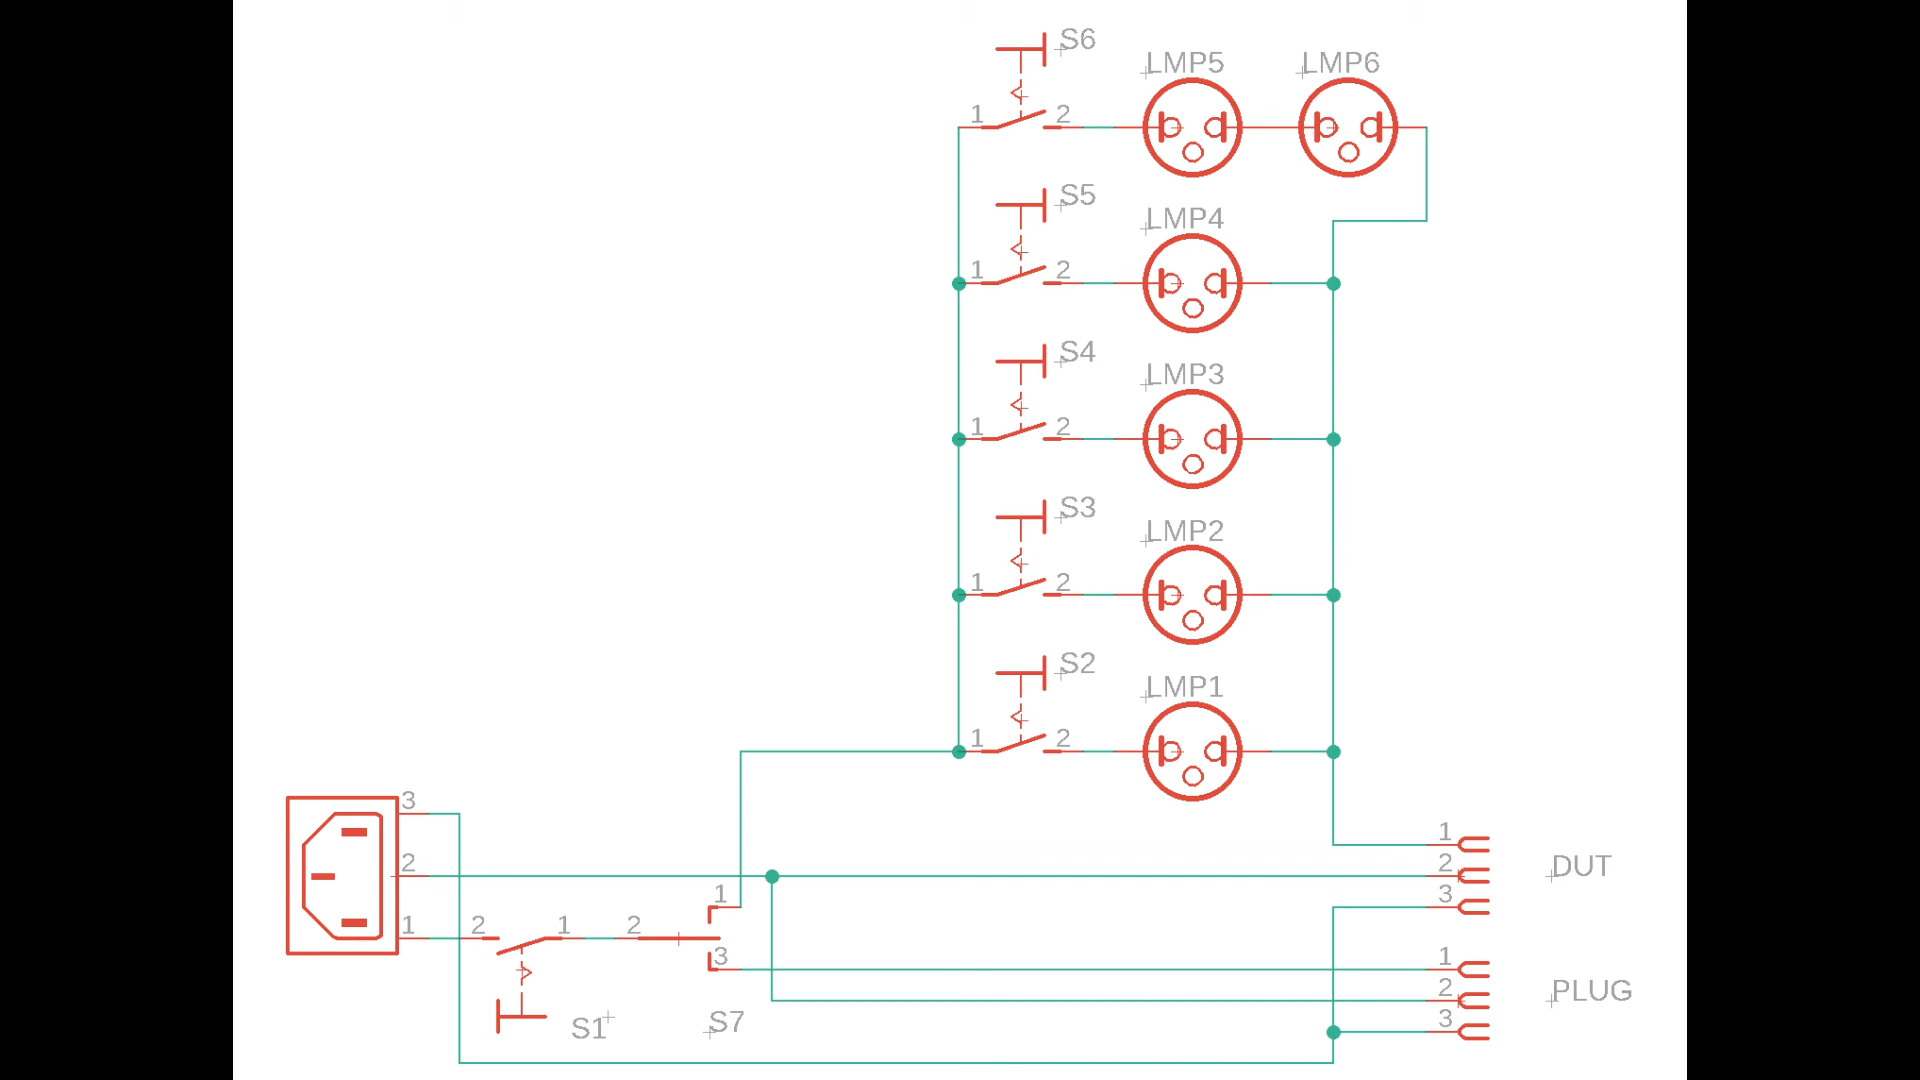 S6
LMP5 LMP6
1 2
S5
LMP4
1 2
S4
LMP3
1 2
S3
LMP2
1 2
S2
LMP1
1 2
3
1
2 2 DUT
1 3
1 2 1 2
3 1
2 PLUG
3
S1 S7